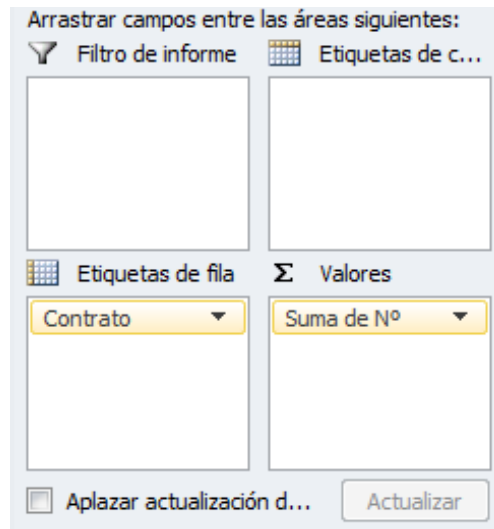 Arrastrar campos entre las áreas siguientes:
Filtro de informe
Etiquetas de c...
Etiquetas de fila
Σ Valores
Contrato
Suma de Nº
Aplazar actualización d...
Actualizar